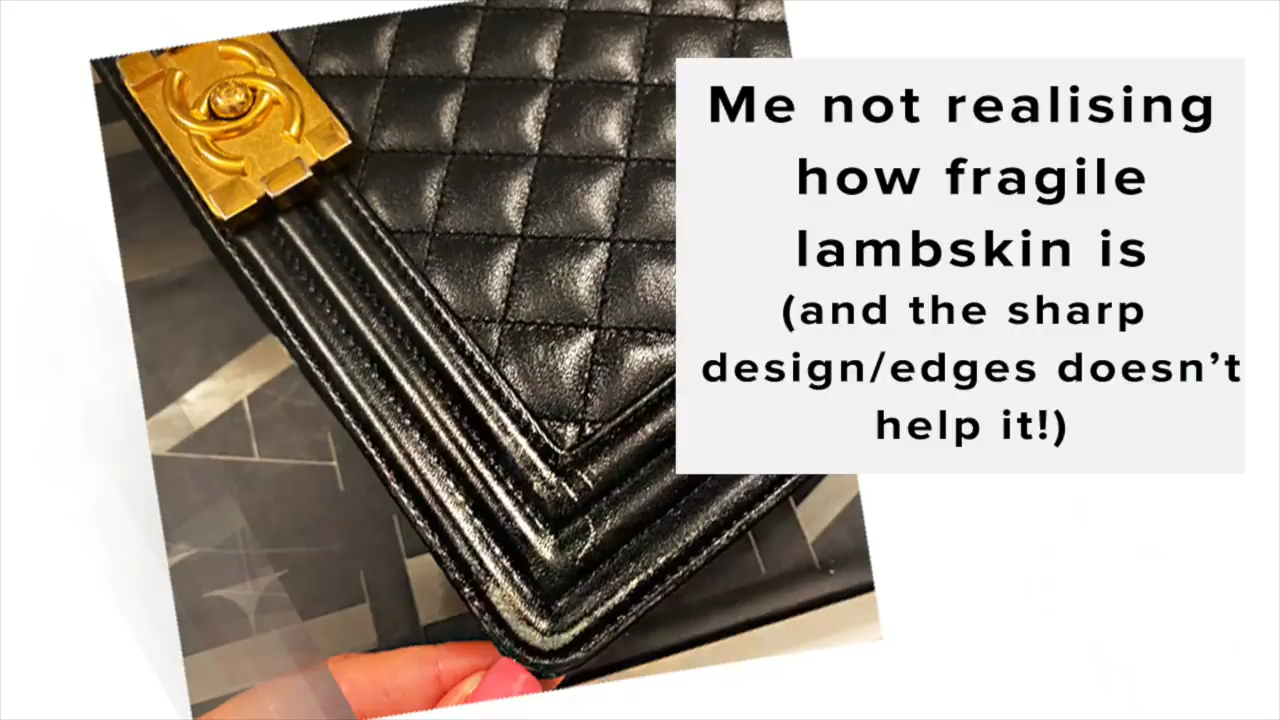 Me not realising
how fragile
lambskin is
(and the sharp
design/edges doesn’t
help it!)